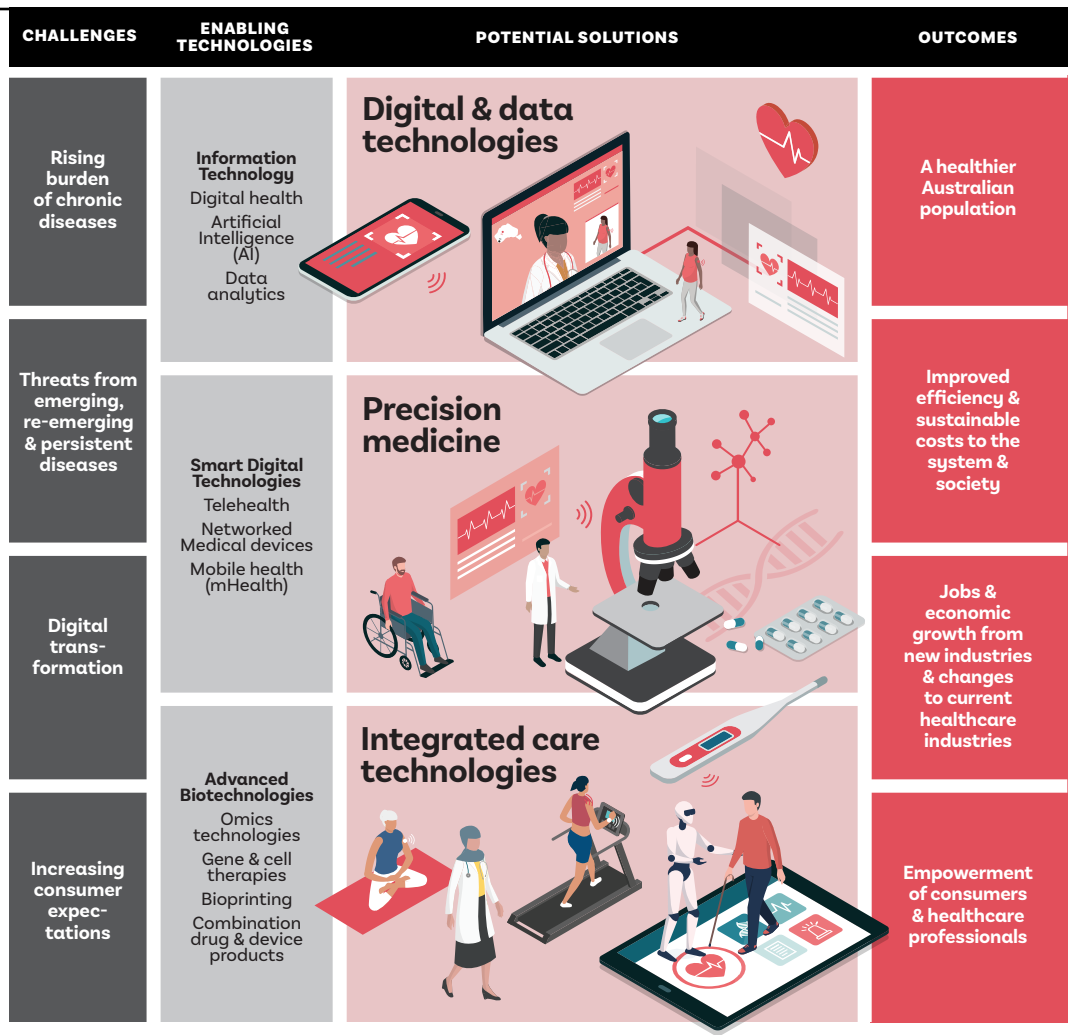 CHALLENGES
ENABLING
TECHNOLOGIES
POTENTIAL SOLUTIONS
OUTCOMES
Rising
burden
of chronic
diseases
Threats from
emerging,
re-emerging
& persistent
diseases
Digital
trans-
formation
Increasing
consumer
expec-
tations
Information
Technology
Digital health
Artificial
Intelligence
(AI)
Data
analytics
Smart Digital
Technologies
Telehealth
Networked
Medical devices
Mobile health
(mHealth)
Advanced
Biotechnologies
Omics
technologies
Gene & cell
therapies
Bioprinting
Combination
drug & device
products
Digital & data
technologies
Precision
medicine
Integrated care
technologies
A healthier
Australian
population
Improved
efficiency &
sustainable
costs to the
system &
society
Jobs &
economic
growth from
new industries
& changes
to current
healthcare
industries
Empowerment
of consumers
& healthcare
professionals